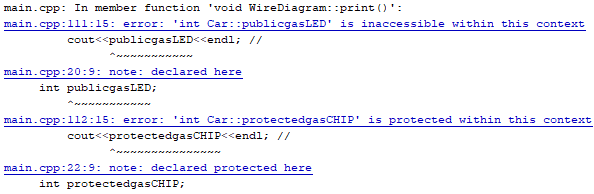 main.cpp: In member function 'void WireDiagram::print()':
main.cpp:111:15: error: 'int Car::publicgasLED' is inaccessible within this context
cout<<publicgasLED<<endl; //
^~~~~~~~~~~~
main.cpp:20:9: note: declared here
int publicgasLED;
^~~~~~~~~~~~
main.cpp:112:15: error: 'int Car::protectedgasCHIP' is protected within this context
cout<<protectedgasCHIP<<endl; //
^~~~~~~~~~~~~~~~
main.cpp:22:9: note: declared protected here
int protectedgasCHIP;